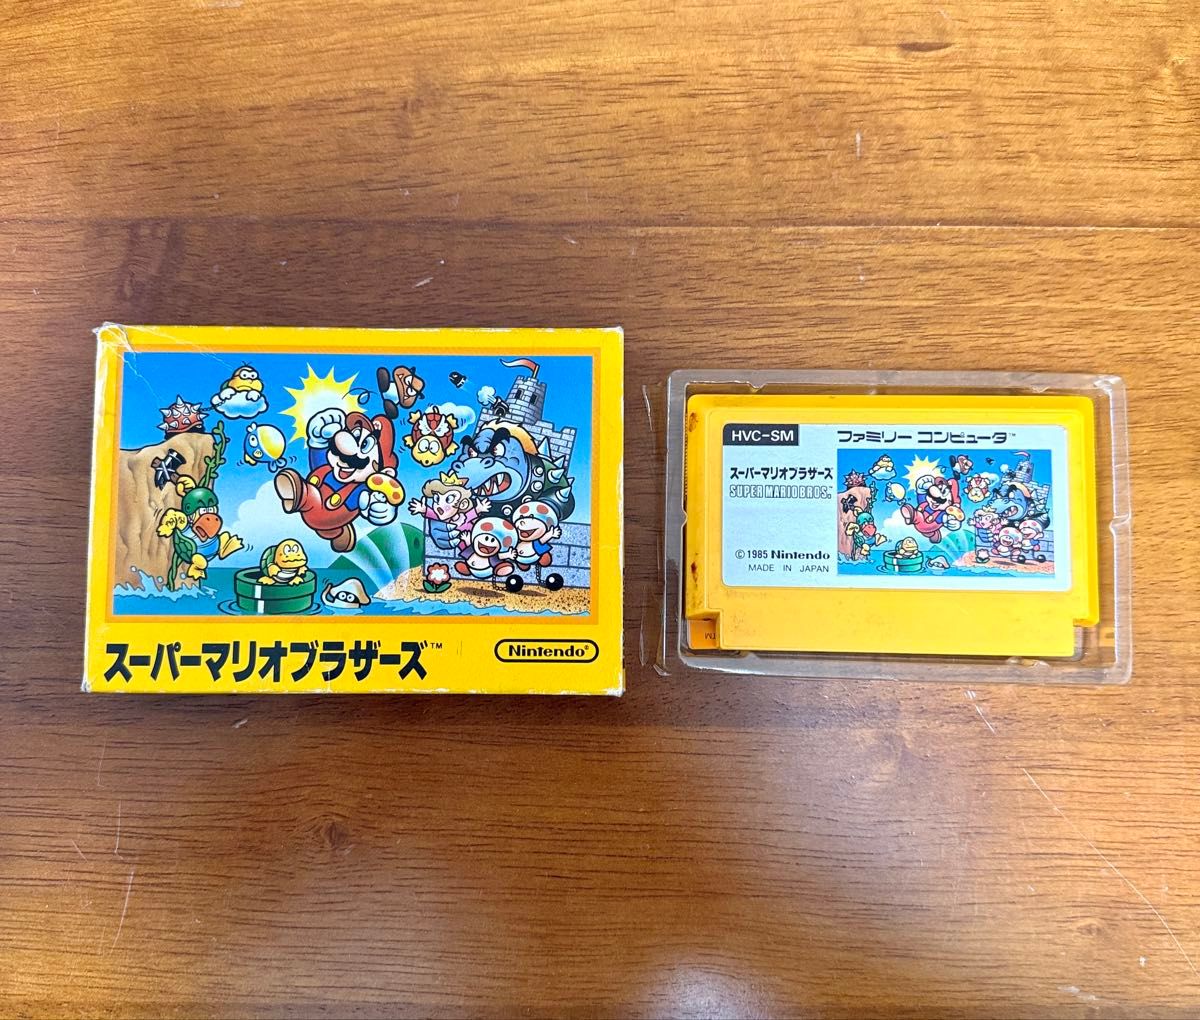 スーパーマリオブラザーズ™
Nintendo®
HVC-SM
ファミリー コンピュータ™
スーパーマリオブラザーズ
SUPER MARIO BROS.™
© 1985 Nintendo
MADE IN JAPAN